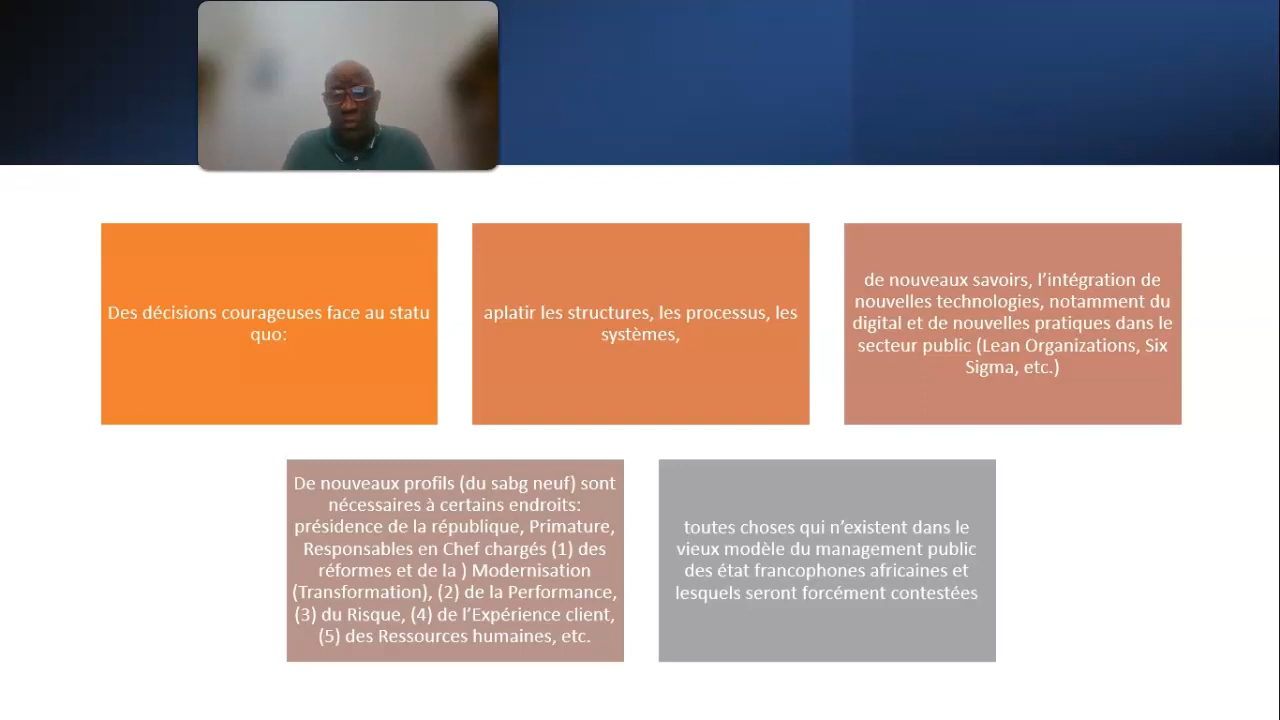 Des décisions courageuses face au statu
quo:
aplatir les structures, les processus, les
systèmes,
de nouveaux savoirs, l’intégration de
nouvelles technologies, notamment du
digital et de nouvelles pratiques dans le
secteur public (Lean Organizations, Six
Sigma, etc.)
De nouveaux profils (du sabg neuf) sont
nécessaires à certains endroits:
présidence de la république, Primature,
Responsables en Chef chargés (1) des
réformes et de la ) Modernisation
(Transformation), (2) de la Performance,
(3) du Risque, (4) de l’Expérience client,
(5) des Ressources humaines, etc.
toutes choses qui n’existent dans le
vieux modèle du management public
des état francophones africaines et
lesquels seront forcément contestées